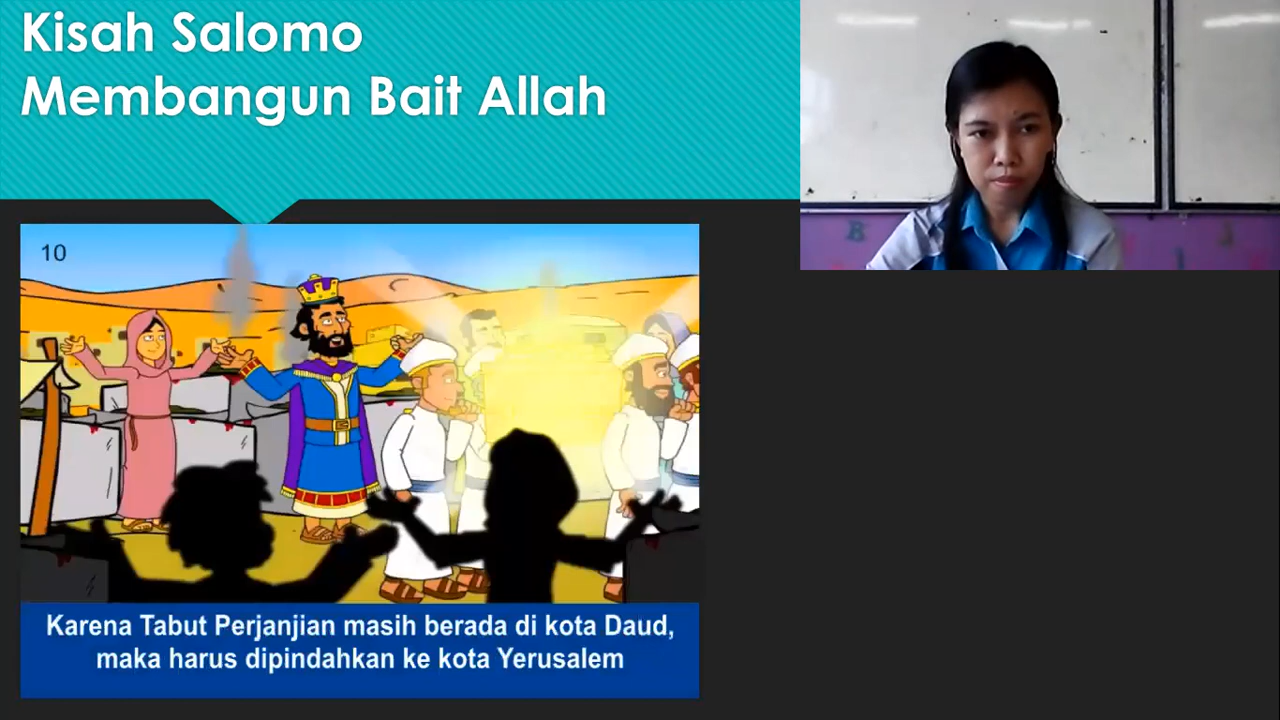 Kisah Salomo
Membangun Bait Allah
10
Karena Tabut Perjanjian masih berada di kota Daud,
maka harus dipindahkan ke kota Yerusalem